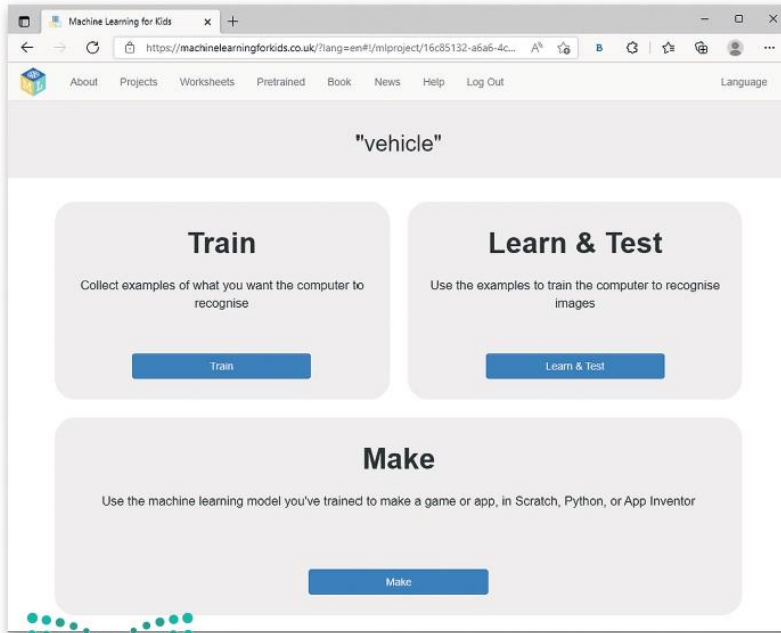 Machine Learning for Kids
https://machinelearningforkids.co.uk/?lang=en#!/mlproject/16c85132-a6a6-4c...
About Projects Worksheets Pretrained Book News Help Log Out Language
"vehicle"
Train
Collect examples of what you want the computer to
recognise
Train
Learn & Test
Use the examples to train the computer to recognise
images
Learn & Test
Make
Use the machine learning model you've trained to make a game or app, in Scratch, Python, or App Inventor
Make